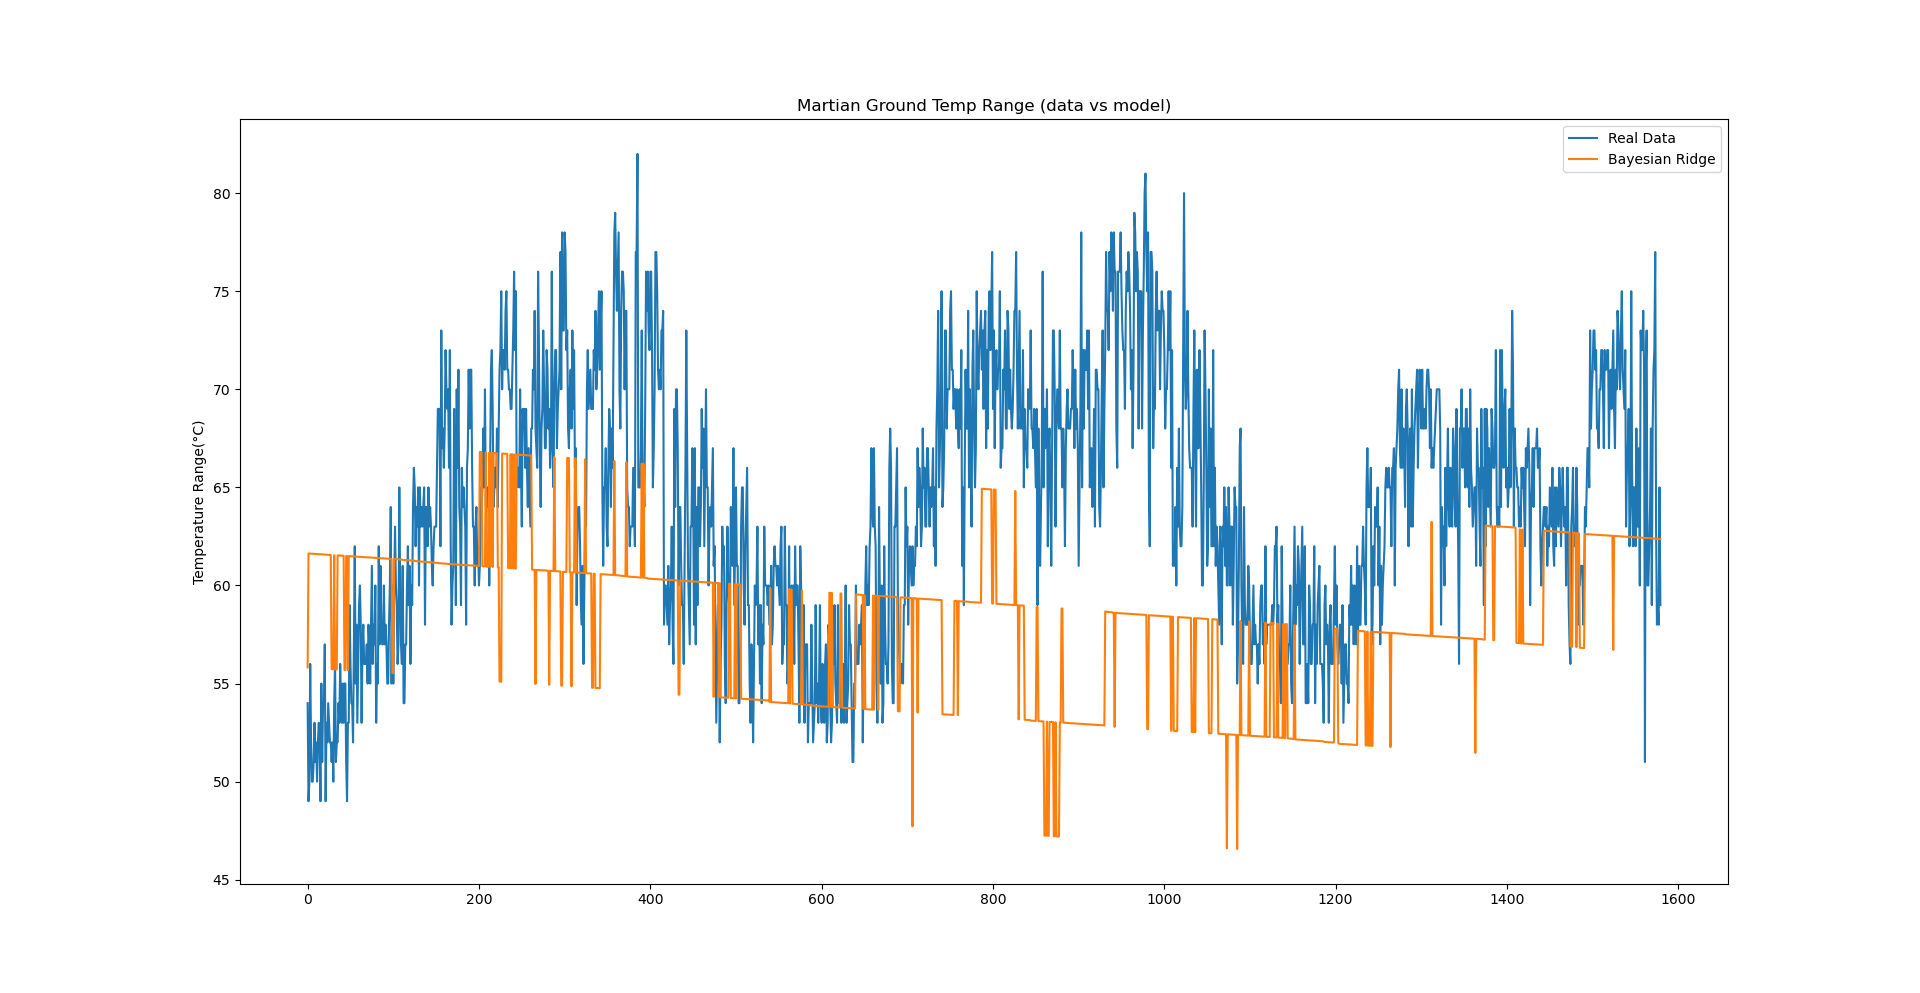 Martian Ground Temp Range (data vs model)
Real Data
Bayesian Ridge
Temperature Range(°C)
80
75
70
65
60
55
50
45
0 200 400 600 800 1000 1200 1400 1600